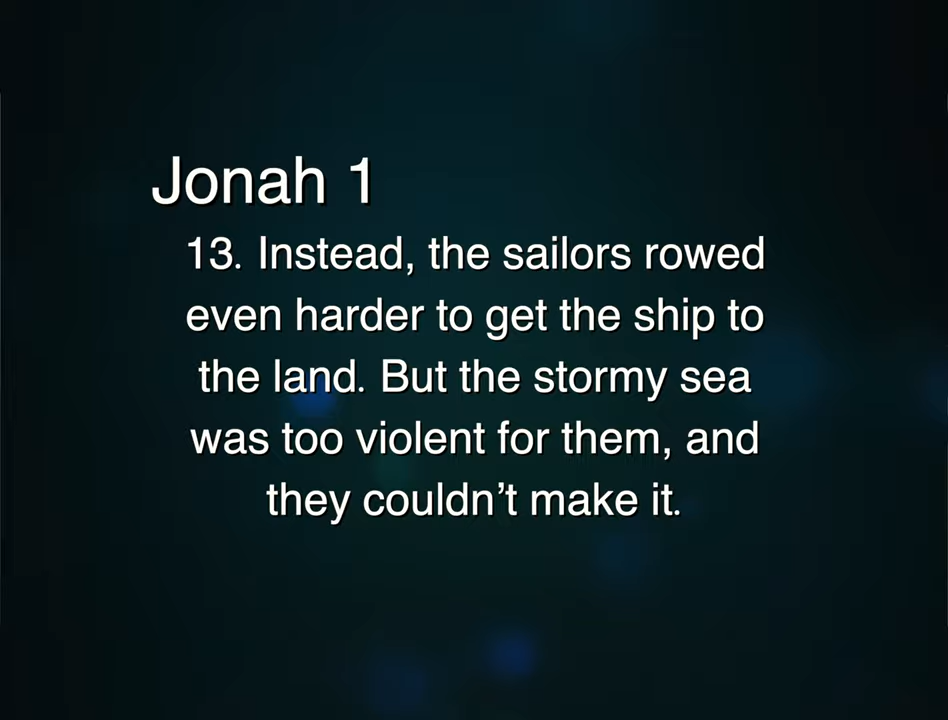 Jonah 1
13. Instead, the sailors rowed
even harder to get the ship to
the land. But the stormy sea
was too violent for them, and
they couldn’t make it.